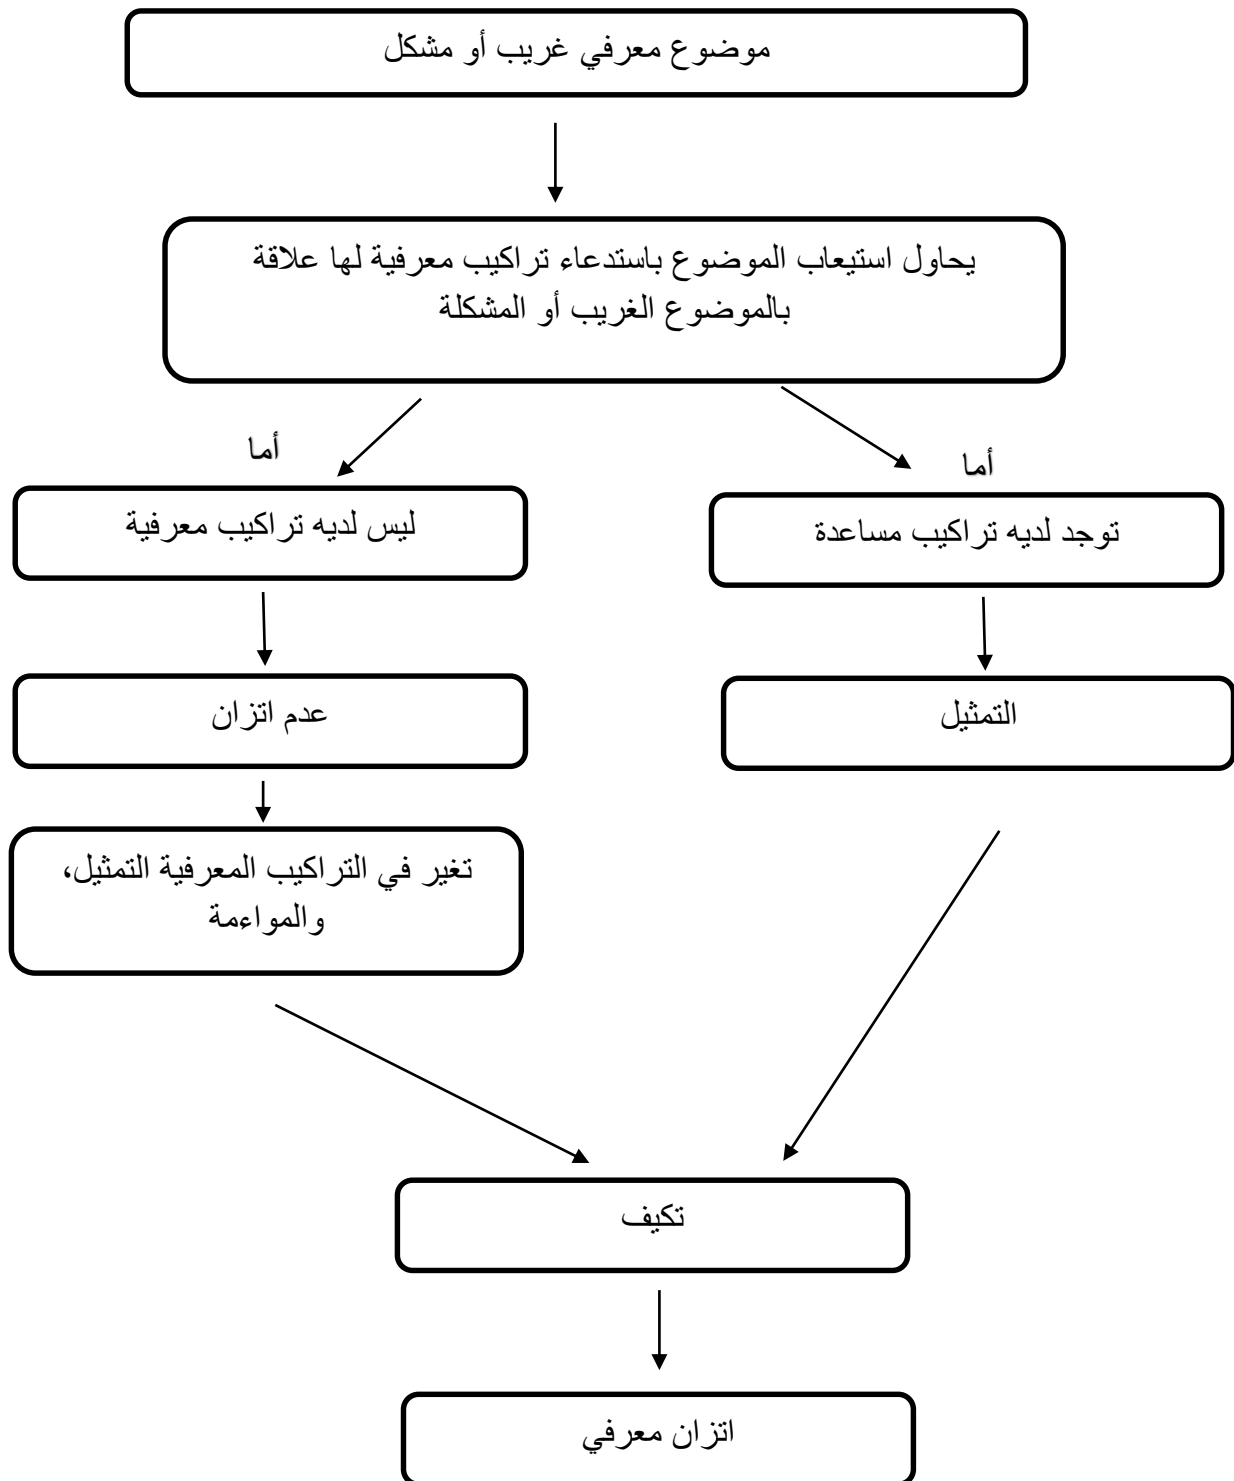 موضوع معرفي غريب أو مشكل
يحاول استيعاب الموضوع باستدعاء تراكيب معرفية لها علاقة
بالموضوع الغريب أو المشكلة
أما
أما
توجد لديه تراكيب مساعدة
ليس لديه تراكيب معرفية
التمثيل
عدم اتزان
تغير في التراكيب المعرفية التمثيل،
والمواءمة
تكيف
اتزان معرفي